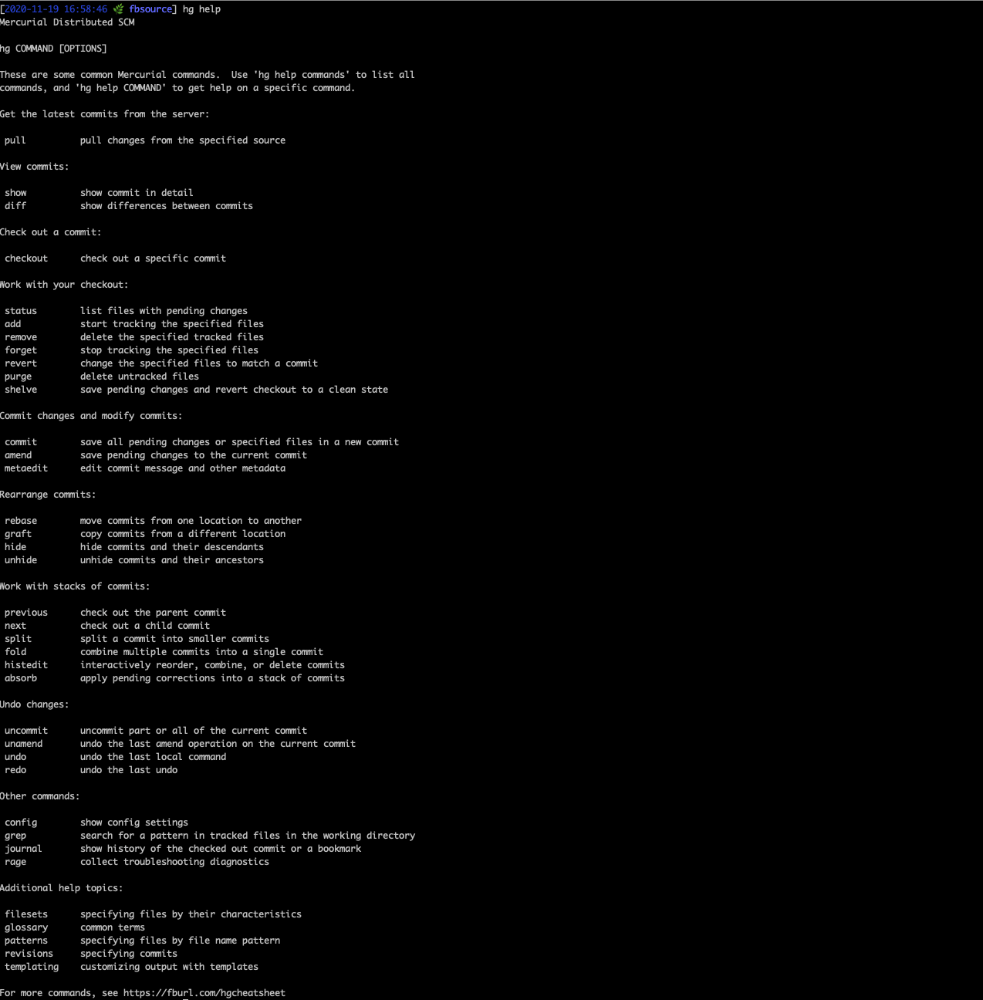 [2020-11-19 16:58:46 🌿 fbsource] hg help
Mercurial Distributed SCM

hg COMMAND [OPTIONS]

These are some common Mercurial commands.  Use 'hg help commands' to list all
commands, and 'hg help COMMAND' to get help on a specific command.

Get the latest commits from the server:

 pull          pull changes from the specified source

View commits:

 show          show commit in detail
 diff          show differences between commits

Check out a commit:

 checkout      check out a specific commit

Work with your checkout:

 status        list files with pending changes
 add           start tracking the specified files
 remove        delete the specified tracked files
 forget        stop tracking the specified files
 revert        change the specified files to match a commit
 purge         delete untracked files
 shelve        save pending changes and revert checkout to a clean state

Commit changes and modify commits:

 commit        save all pending changes or specified files in a new commit
 amend         save pending changes to the current commit
 metaedit      edit commit message and other metadata

Rearrange commits:

 rebase        move commits from one location to another
 graft         copy commits from a different location
 hide          hide commits and their descendants
 unhide        unhide commits and their ancestors

Work with stacks of commits:

 previous      check out the parent commit
 next          check out a child commit
 split         split a commit into smaller commits
 fold          combine multiple commits into a single commit
 histedit      interactively reorder, combine, or delete commits
 absorb        apply pending corrections into a stack of commits

Undo changes:

 uncommit      uncommit part or all of the current commit
 unamend       undo the last amend operation on the current commit
 undo          undo the last local command
 redo          undo the last undo

Other commands:

 config        show config settings
 grep          search for a pattern in tracked files in the working directory
 journal       show history of the checked out commit or a bookmark
 rage          collect troubleshooting diagnostics

Additional help topics:

 filesets      specifying files by their characteristics
 glossary      common terms
 patterns      specifying files by file name pattern
 revisions     specifying commits
 templating    customizing output with templates

For more commands, see https://fburl.com/hgcheatsheet